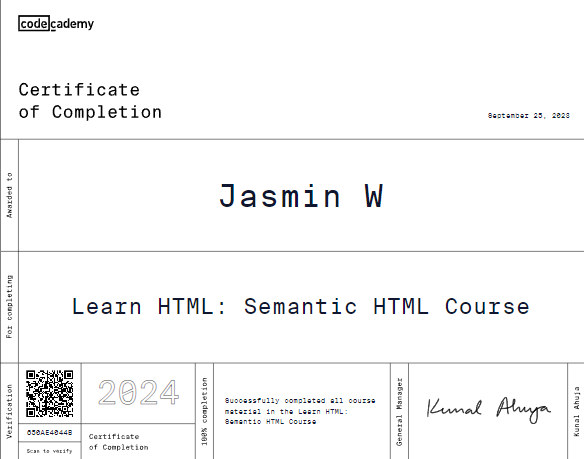 codecademy
Certificate
of Completion
September 25, 2023
Awarded to
Jasmin W
For completing
Learn HTML: Semantic HTML Course
Verification
650AE4044B
Scan to verify
2024
Certificate
of Completion
100% completion
Successfully completed all course
material in the Learn HTML:
Semantic HTML Course
General Manager
Kunal Ahuja
Kunal Ahuja